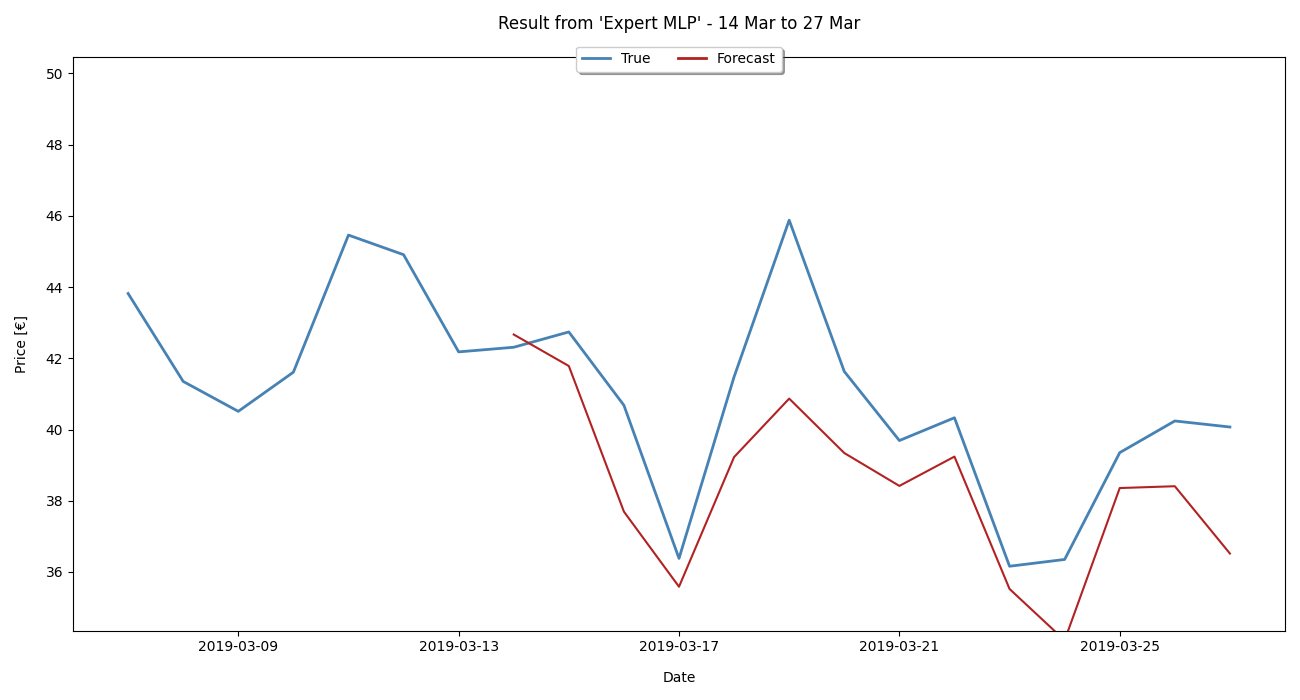 Result from 'Expert MLP' - 14 Mar to 27 Mar
True Forecast
50
48
46
44
42
40
38
36
Price [€]
2019-03-09 2019-03-13 2019-03-17 2019-03-21 2019-03-25
Date